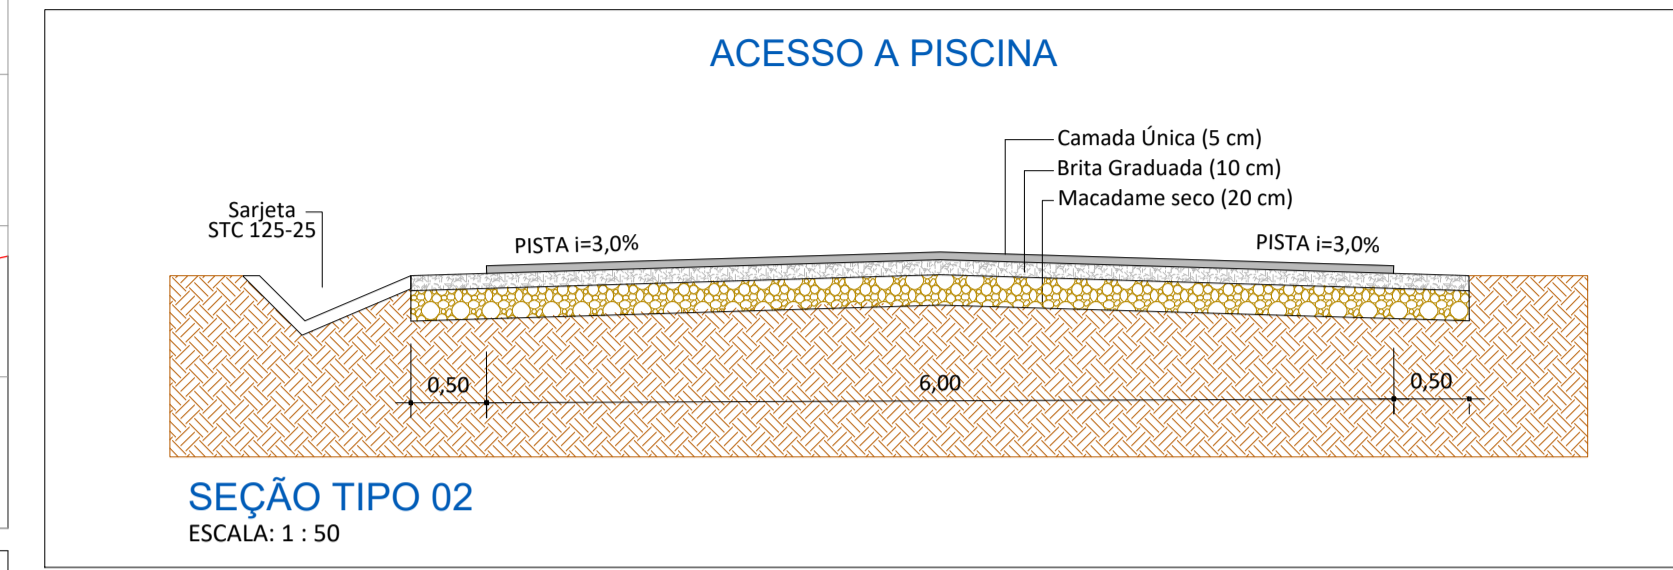 ACESSO A PISCINA
Camada Única (5 cm)
Brita Graduada (10 cm)
Macadame seco (20 cm)
Sarjeta
STC 125-25
PISTA i=3,0%
PISTA i=3,0%
0,50
6,00
0,50
SEÇÃO TIPO 02
ESCALA: 1 : 50